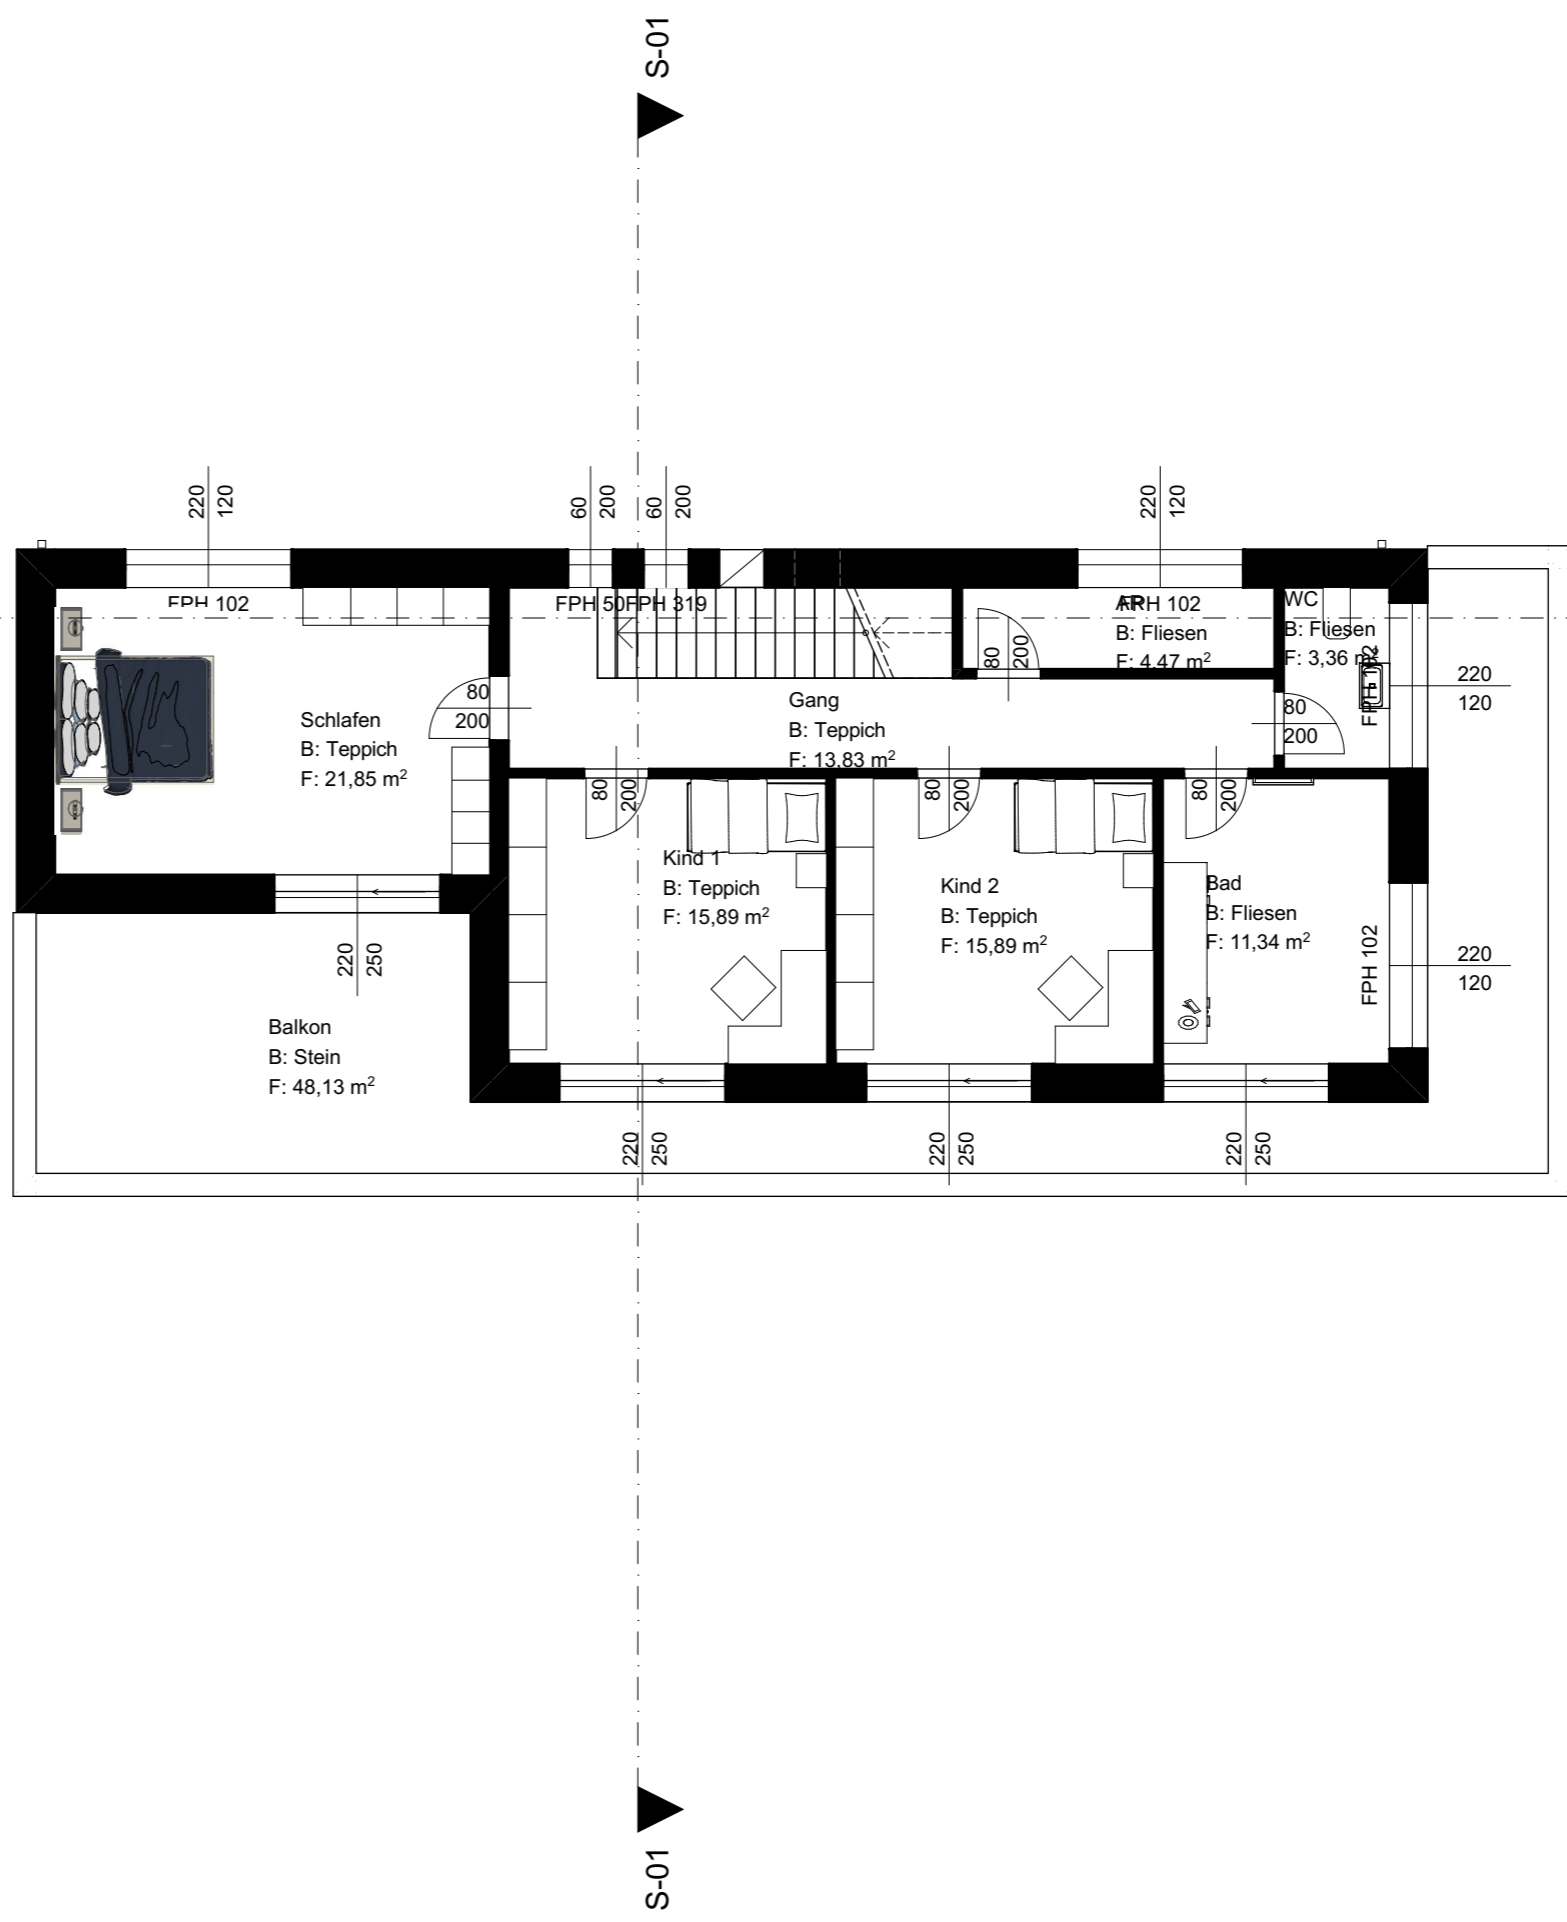 S-01
220
120
60
200
60
200
220
120
FPH 102
FPH 50
FPH 319
AR
FPH 102
B: Fliesen
F: 4,47 m²
WC
B: Fliesen
F: 3,36 m²
FPH 102
220
120
80
200
80
200
80
200
Schlafen
B: Teppich
F: 21,85 m²
Gang
B: Teppich
F: 13,83 m²
80
200
80
200
80
200
Kind 1
B: Teppich
F: 15,89 m²
Kind 2
B: Teppich
F: 15,89 m²
Bad
B: Fliesen
F: 11,34 m²
FPH 102
220
120
220
250
Balkon
B: Stein
F: 48,13 m²
220
250
220
250
220
250
S-01